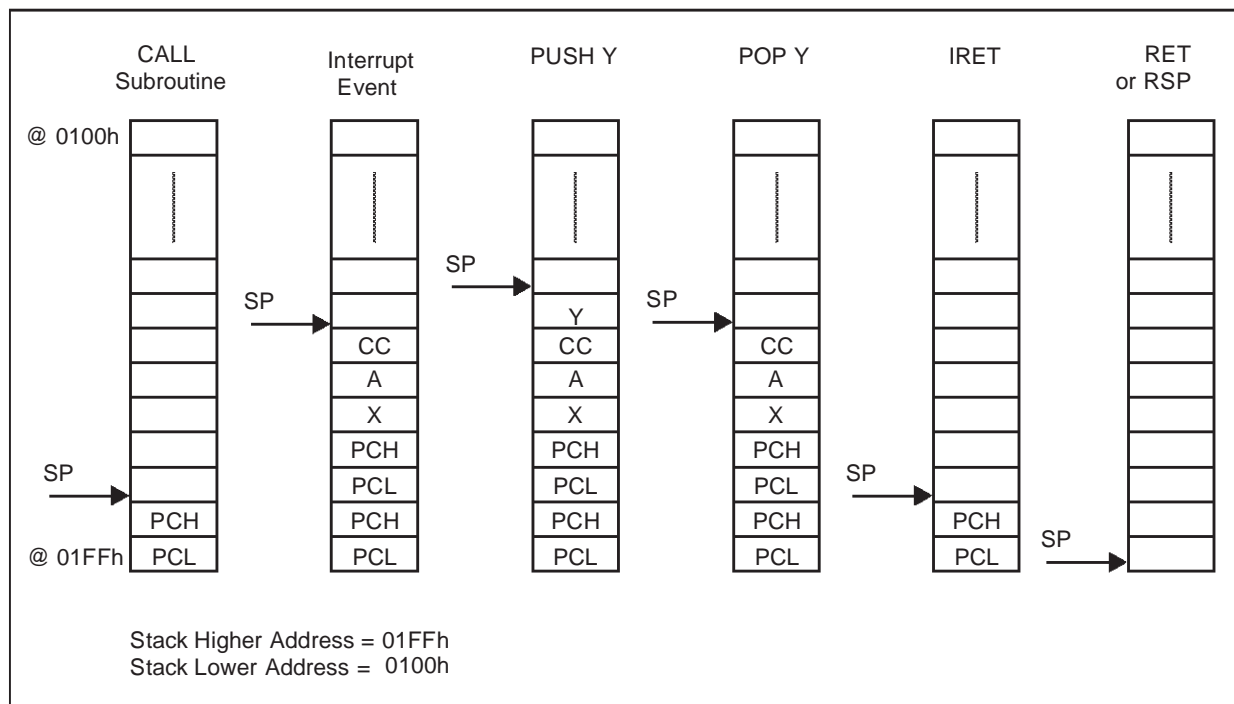 CALL
Subroutine
Interrupt
Event
PUSH Y
POP Y
IRET
RET
or RSP
@ 0100h
SP
SP
SP
SP
Y
CC
CC
CC
A
A
A
X
X
X
PCH
PCH
PCH
SP
PCL
PCL
PCL
SP
PCH
PCH
PCH
PCH
PCH
@ 01FFh
PCL
PCL
PCL
PCL
PCL
SP
Stack Higher Address = 01FFh
Stack Lower Address = 0100h